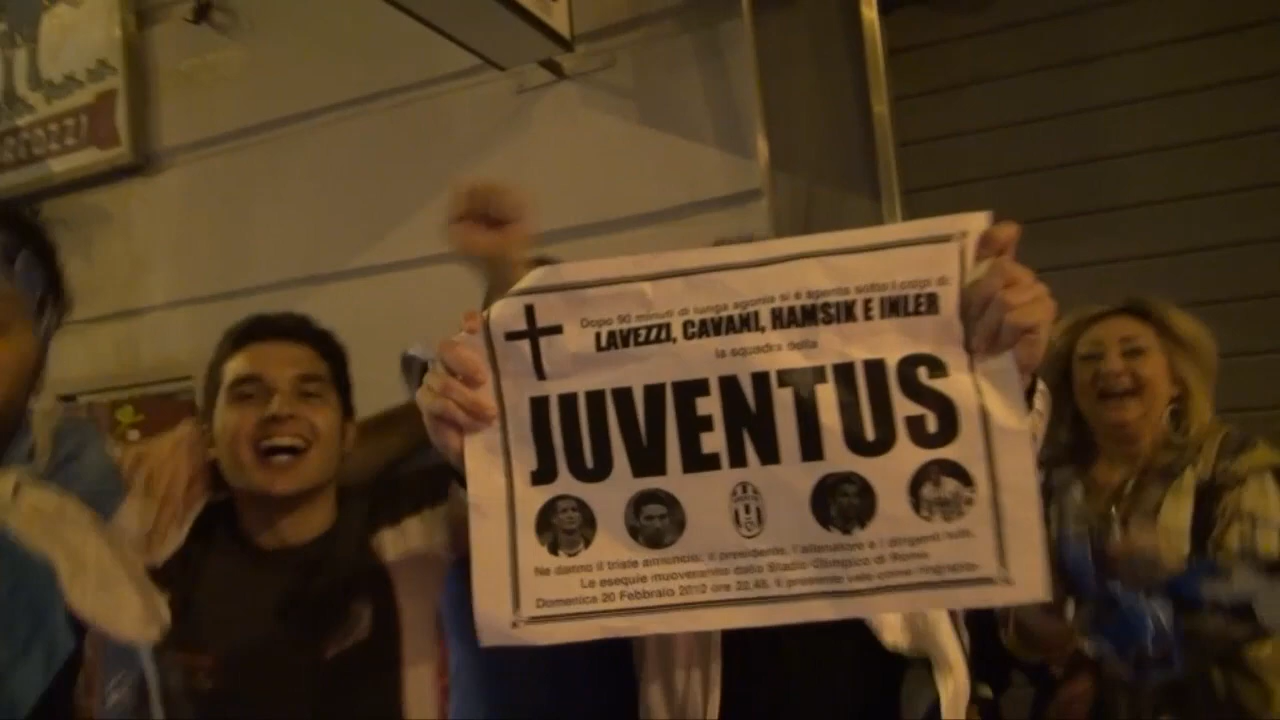 Dopo 90 minuti di lunga agonia si è spenta sotto i colpi di
LAVEZZI, CAVANI, HAMSIK E INLER
la squadra della
JUVENTUS
Ne danno il triste annuncio: il presidente, l'allenatore e i dirigenti tutti.
Le esequie muoveranno dallo Stadio Olimpico di Roma
Domenica 20 Febbraio 2012 ore 22.45. Il presente vale come